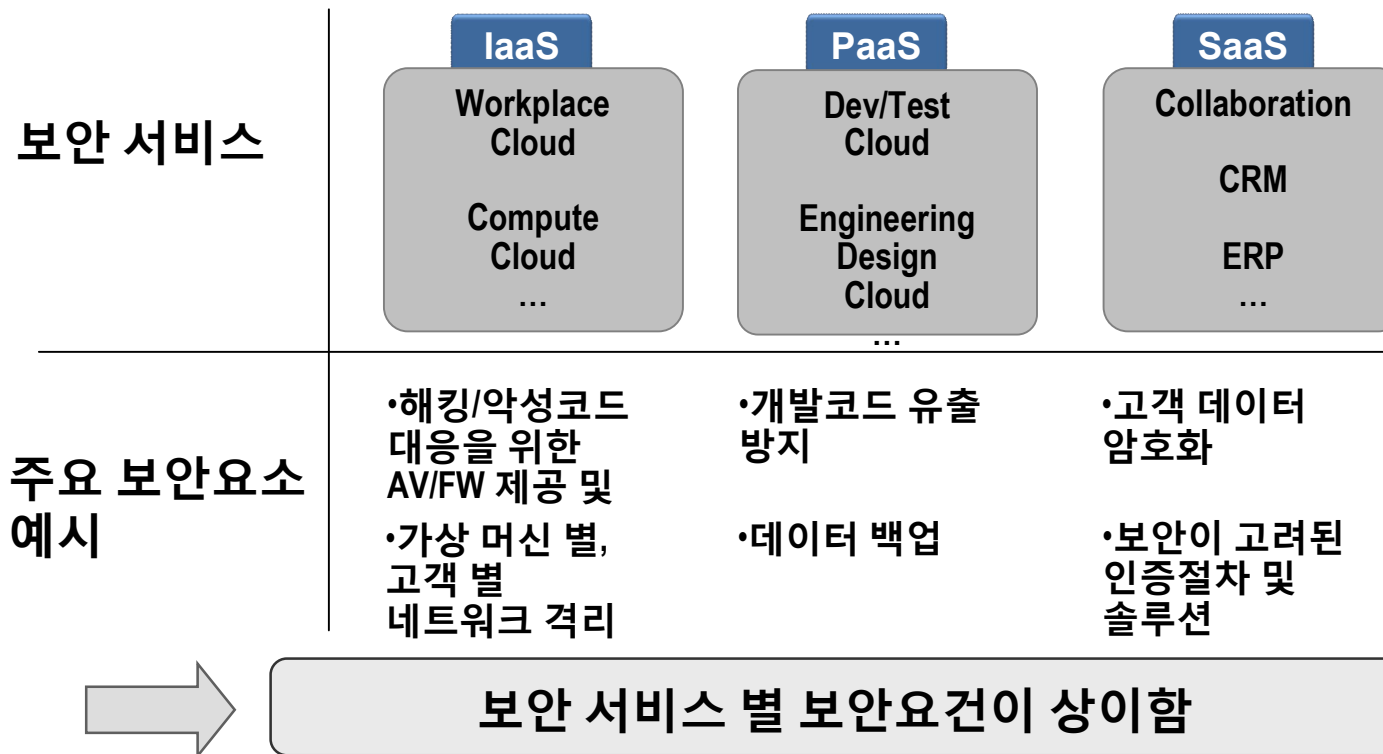 보안 서비스
IaaS
Workplace
Cloud
Compute
Cloud
…
PaaS
Dev/Test
Cloud
Engineering
Design
Cloud
…
SaaS
Collaboration
CRM
ERP
…
주요 보안요소
예시
•해킹/악성코드
대응을 위한
AV/FW 제공 및
•가상 머신 별,
고객 별
네트워크 격리
•개발코드 유출
방지
•데이터 백업
•고객 데이터
암호화
•보안이 고려된
인증절차 및
솔루션
보안 서비스 별 보안요건이 상이함